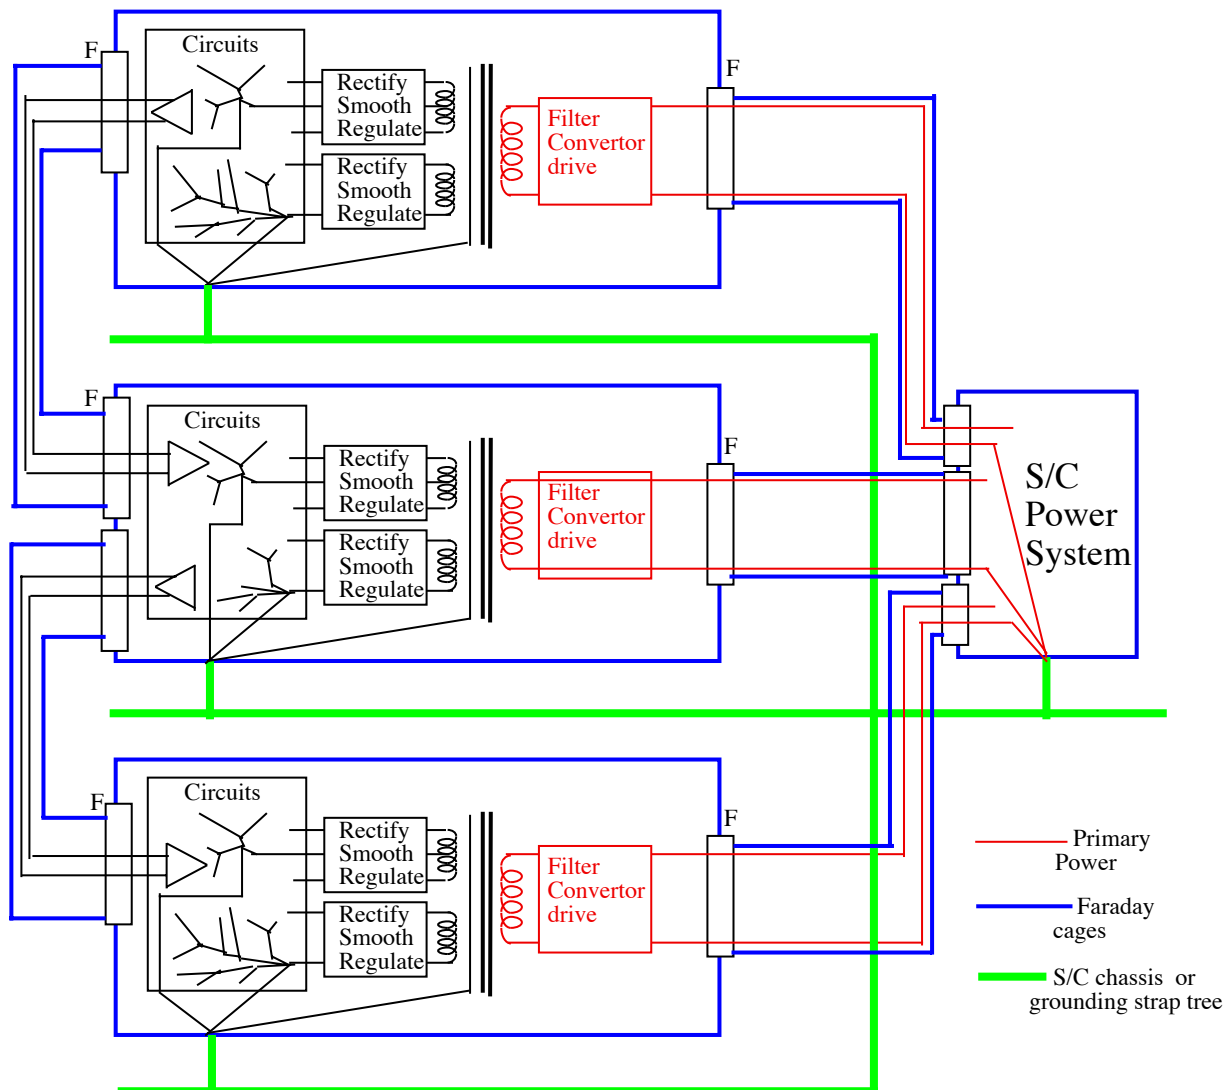 F
Circuits
Rectify
Smooth
Regulate
Rectify
Smooth
Regulate
Filter
Convertor
drive
F
F
Circuits
Rectify
Smooth
Regulate
Rectify
Smooth
Regulate
Filter
Convertor
drive
F
S/C
Power
System
F
Circuits
Rectify
Smooth
Regulate
Rectify
Smooth
Regulate
Filter
Convertor
drive
F
Primary
Power
Faraday
cages
S/C chassis or
grounding strap tree